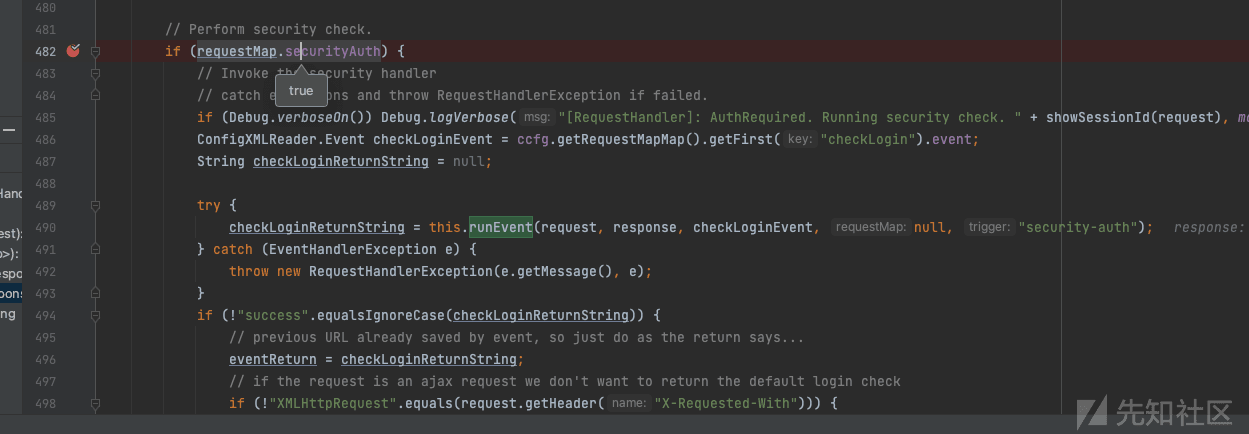 480
481 // Perform security check.
482 if (requestMap.securityAuth) {
483 // Invoke the security handler
true
484 // catch e ons and throw RequestHandlerException if failed.
485 if (Debug.verboseOn()) Debug.logVerbose( msg: "[RequestHandler]: AuthRequired. Running security check. " + showSessionId(request), mo
486 ConfigXMLReader.Event checkLoginEvent = ccfg.getRequestMapMap().getFirst( key: "checkLogin").event;
487 String checkLoginReturnString = null;
488
Hand
489 try {
est):
490 checkLoginReturnString = this.runEvent(request, response, checkLoginEvent, requestMap: null, trigger: "security-auth"); response:
>):
491 } catch (EventHandlerException e) {
espo
492 throw new RequestHandlerException(e.getMessage(), e);
pons
493 }
ng
494 if (!"success".equalsIgnoreCase(checkLoginReturnString)) {
495 // previous URL already saved by event, so just do as the return says...
496 eventReturn = checkLoginReturnString;
497 // if the request is an ajax request we don't want to return the default login check
498 if (!"XMLHttpRequest".equals(request.getHeader( name: "X-Requested-With"))) {
先知社区